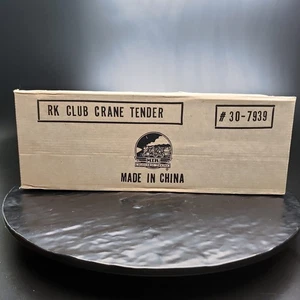 RK CLUB CRANE TENDER
# 30-7939
M.T.H.
MADE IN CHINA